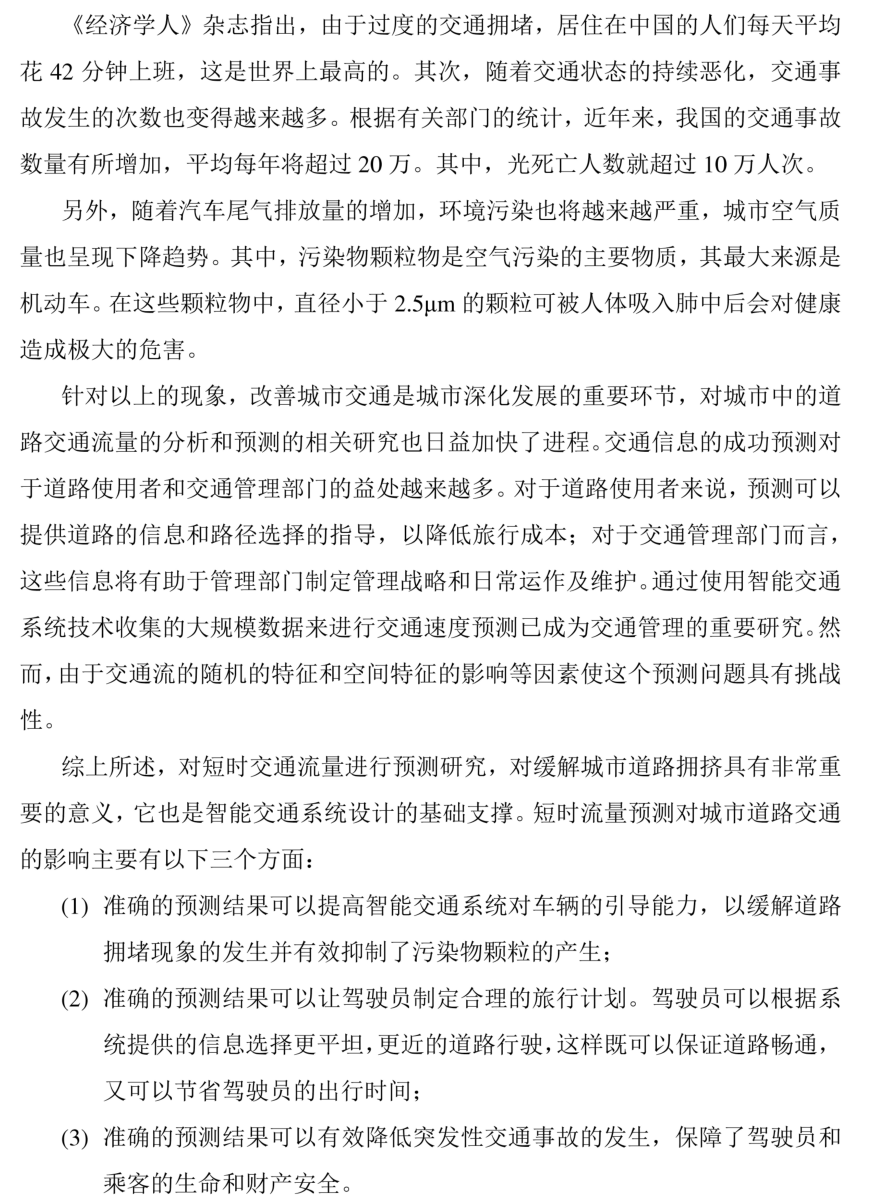 《经济学人》杂志指出，由于过度的交通拥堵，居住在中国的人们每天平均
花 42 分钟上班，这是世界上最高的。其次，随着交通状态的持续恶化，交通事
故发生的次数也变得越来越多。根据有关部门的统计，近年来，我国的交通事故
数量有所增加，平均每年将超过 20 万。其中，光死亡人数就超过 10 万人次。
另外，随着汽车尾气排放量的增加，环境污染也将越来越严重，城市空气质
量也呈现下降趋势。其中，污染物颗粒物是空气污染的主要物质，其最大来源是
机动车。在这些颗粒物中，直径小于 2.5μm 的颗粒可被人体吸入肺中后会对健康
造成极大的危害。
针对以上的现象，改善城市交通是城市深化发展的重要环节，对城市中的道
路交通流量的分析和预测的相关研究也日益加快了进程。交通信息的成功预测对
于道路使用者和交通管理部门的益处越来越多。对于道路使用者来说，预测可以
提供道路的信息和路径选择的指导，以降低旅行成本；对于交通管理部门而言，
这些信息将有助于管理部门制定管理战略和日常运作及维护。通过使用智能交通
系统技术收集的大规模数据来进行交通速度预测已成为交通管理的重要研究。然
而，由于交通流的随机的特征和空间特征的影响等因素使这个预测问题具有挑战
性。
综上所述，对短时交通流量进行预测研究，对缓解城市道路拥挤具有非常重
要的意义，它也是智能交通系统设计的基础支撑。短时流量预测对城市道路交通
的影响主要有以下三个方面：
(1) 准确的预测结果可以提高智能交通系统对车辆的引导能力，以缓解道路
拥堵现象的发生并有效抑制了污染物颗粒的产生；
(2) 准确的预测结果可以让驾驶员制定合理的旅行计划。驾驶员可以根据系
统提供的信息选择更平坦，更近的道路行驶，这样既可以保证道路畅通，
又可以节省驾驶员的出行时间；
(3) 准确的预测结果可以有效降低突发性交通事故的发生，保障了驾驶员和
乘客的生命和财产安全。